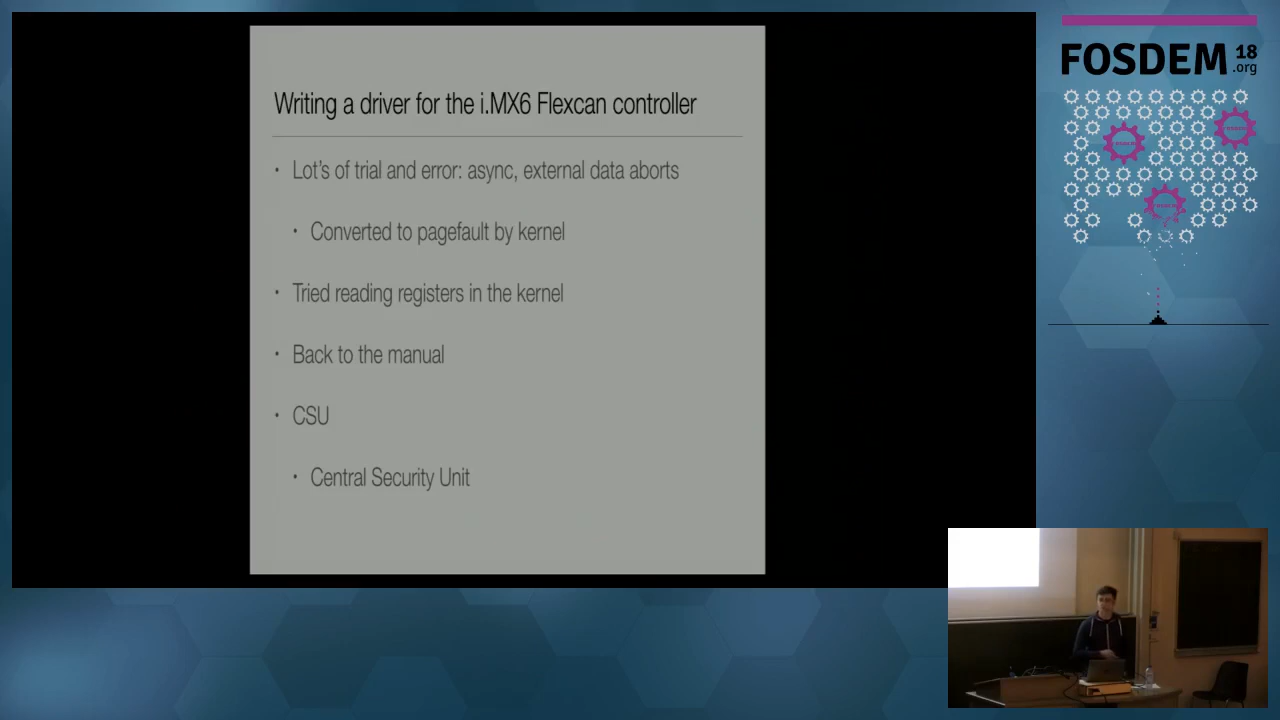 Writing a driver for the i.MX6 Flexcan controller
• Lot's of trial and error: async, external data aborts
• Converted to pagefault by kernel
• Tried reading registers in the kernel
• Back to the manual
• CSU
• Central Security Unit
FOSDEM 18
.org